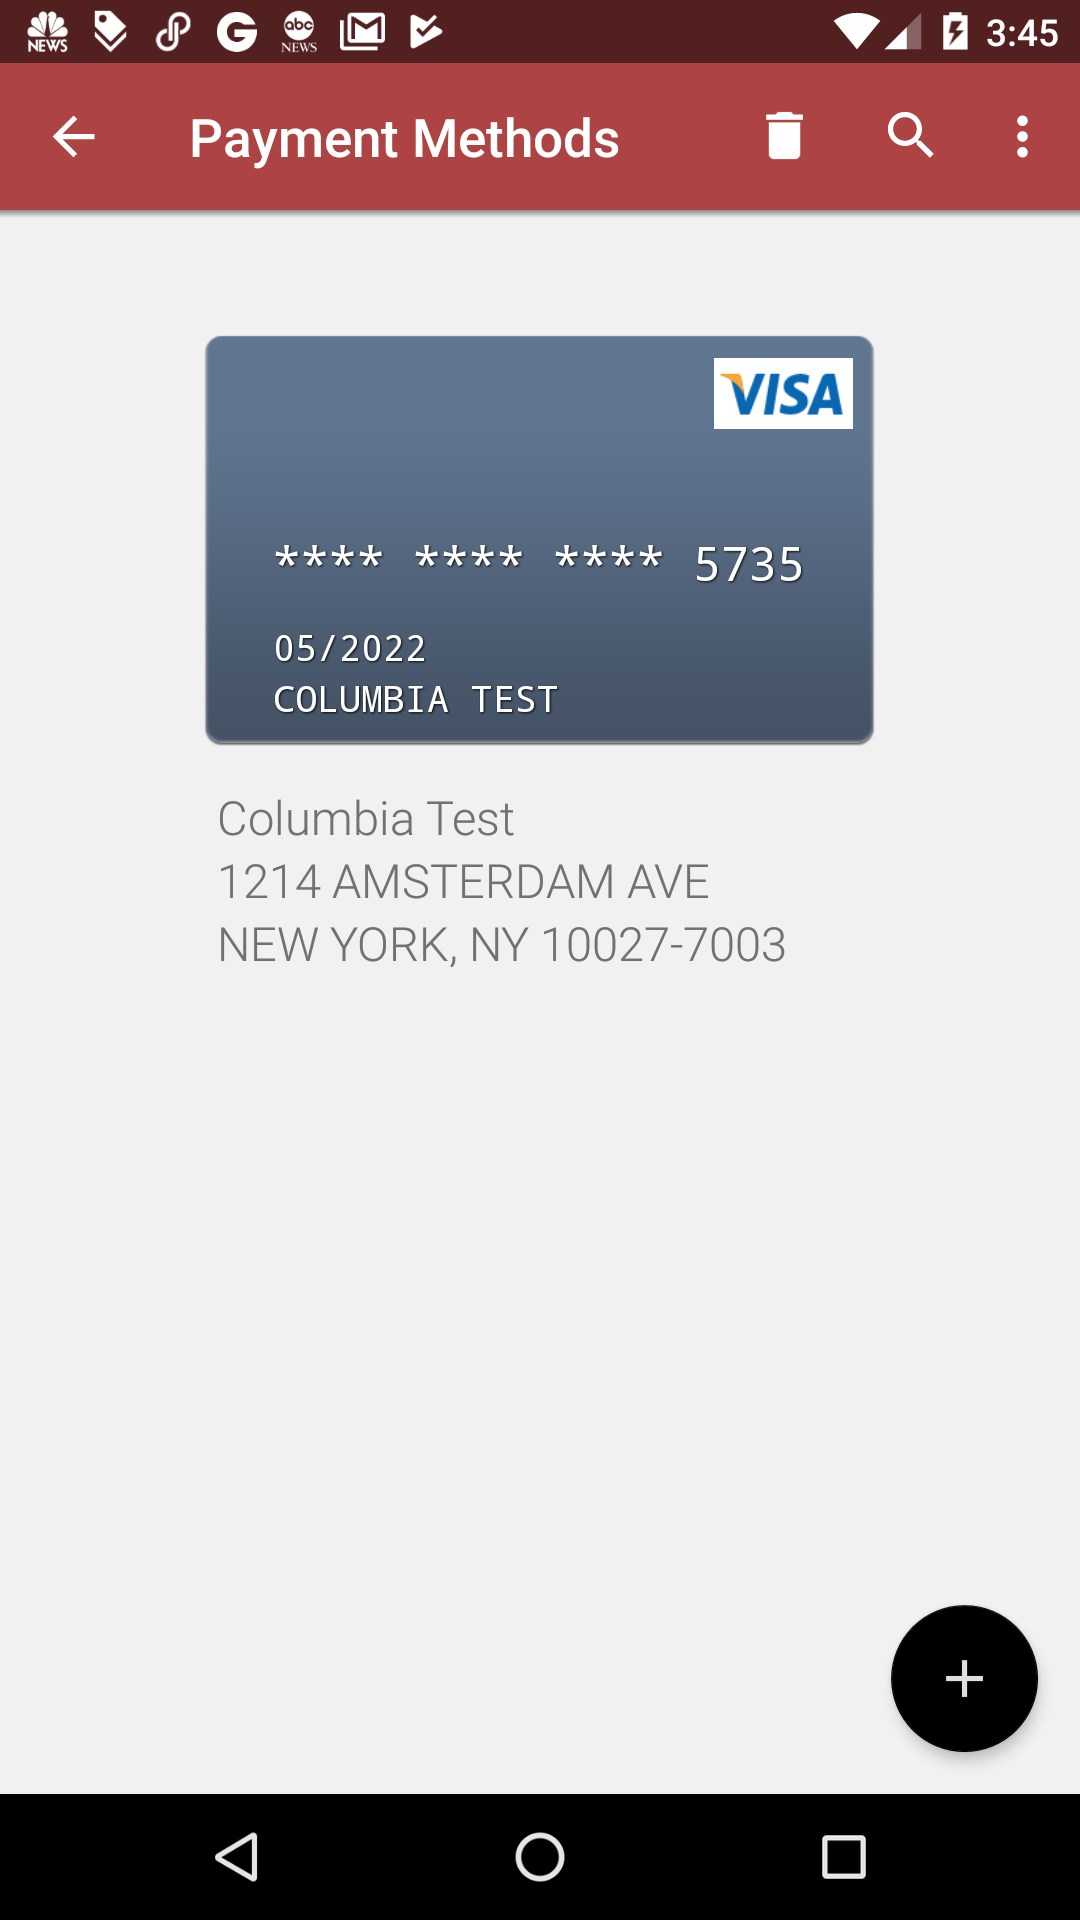 NEWS abc NEWS 3:45
Payment Methods
VISA
**** **** **** 5735
05/2022
COLUMBIA TEST
Columbia Test
1214 AMSTERDAM AVE
NEW YORK, NY 10027-7003